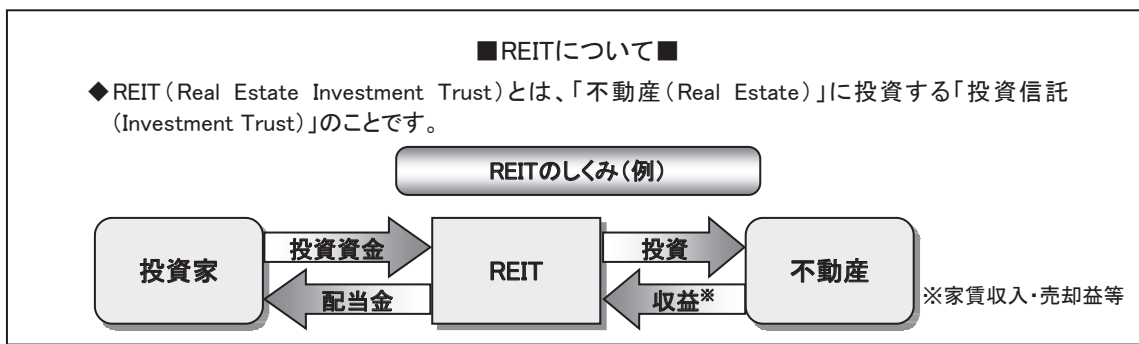 ■REITについて■
◆REIT(Real Estate Investment Trust)とは、「不動産(Real Estate)」に投資する「投資信託
(Investment Trust)」のことです。
REITのしくみ(例)
投資家
投資資金
配当金
REIT
投資
収益※
不動産
※家賃収入・売却益等